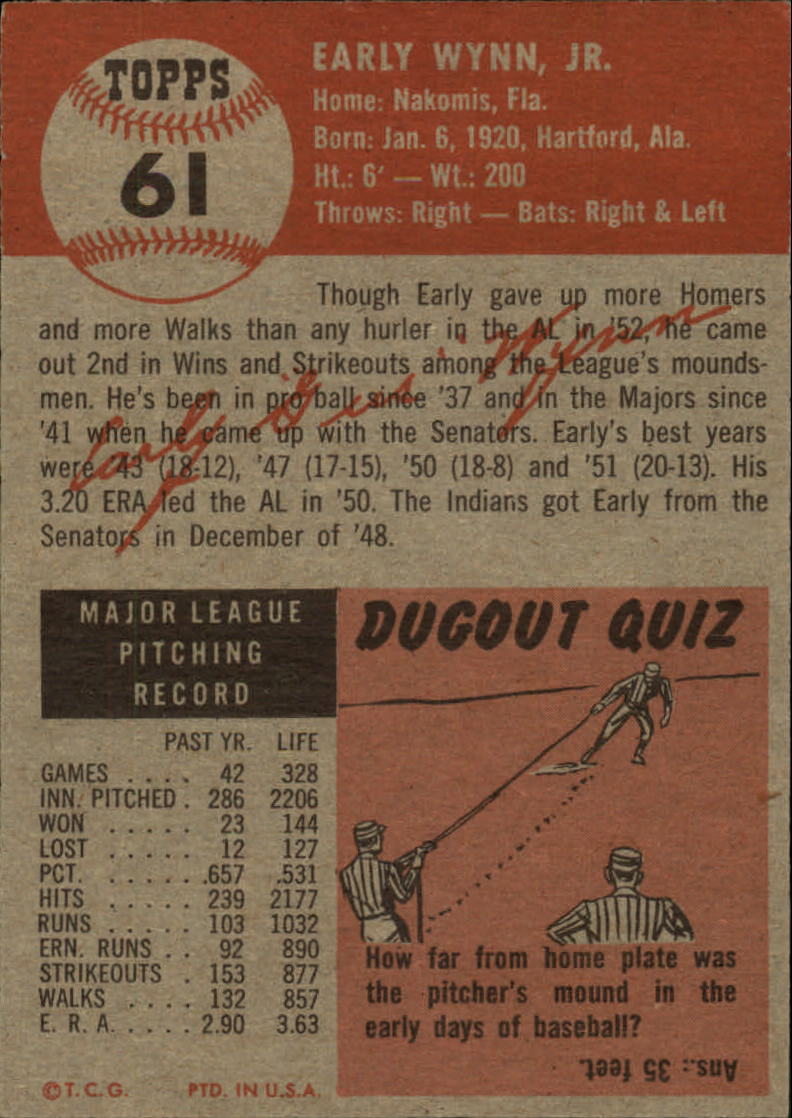 TOPPS
61
EARLY WYNN, JR.
Home: Nakomis, Fla.
Born: Jan. 6, 1920, Hartford, Ala.
Ht.: 6' — Wt.: 200
Throws: Right — Bats: Right & Left
Though Early gave up more Homers
and more Walks than any hurler in the AL in '52, he came
out 2nd in Wins and Strikeouts among the League's mounds-
men. He's been in pro ball since '37 and in the Majors since
'41 when he came up with the Senators. Early's best years
were '43 (18-12), '47 (17-15), '50 (18-8) and '51 (20-13). His
3.20 ERA led the AL in '50. The Indians got Early from the
Senators in December of '48.
Early "Gus" Wynn
MAJOR LEAGUE
PITCHING
RECORD
PAST YR. LIFE
GAMES .... 42 328
INN. PITCHED . 286 2206
WON ..... 23 144
LOST ..... 12 127
PCT. ..... .657 .531
HITS ..... 239 2177
RUNS ..... 103 1032
ERN. RUNS .. 92 890
STRIKEOUTS . 153 877
WALKS .... 132 857
E. R. A. .... 2.90 3.63
©T.C.G. PTD. IN U.S.A.
DUGOUT QUIZ
How far from home plate was
the pitcher's mound in the
early days of baseball?
Ans.: 35 feet.